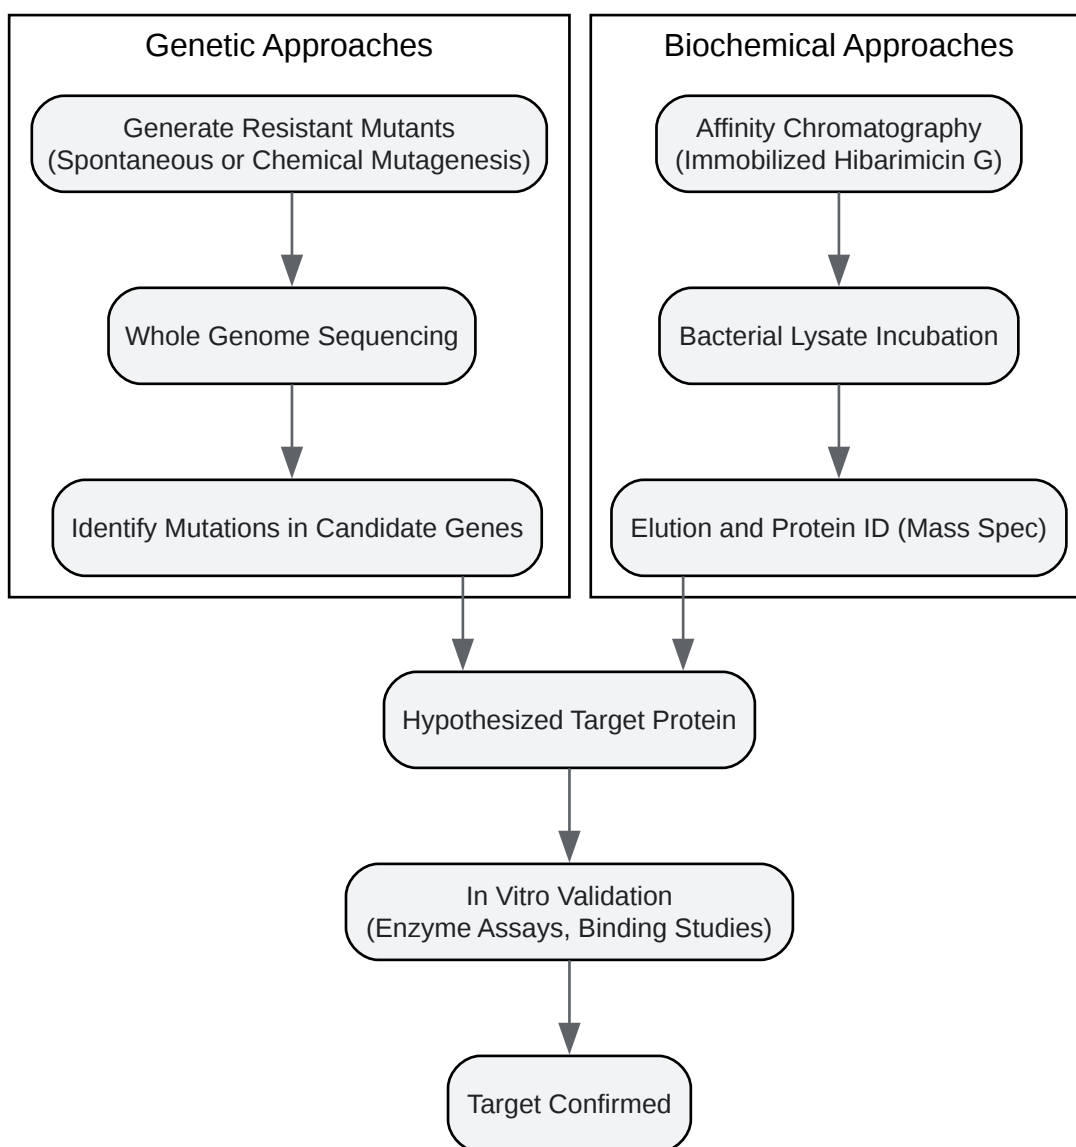 Genetic Approaches
Generate Resistant Mutants
(Spontaneous or Chemical Mutagenesis)
Whole Genome Sequencing
Identify Mutations in Candidate Genes
Biochemical Approaches
Affinity Chromatography
(Immobilized Hibarimicin G)
Bacterial Lysate Incubation
Elution and Protein ID (Mass Spec)
Hypothesized Target Protein
In Vitro Validation
(Enzyme Assays, Binding Studies)
Target Confirmed